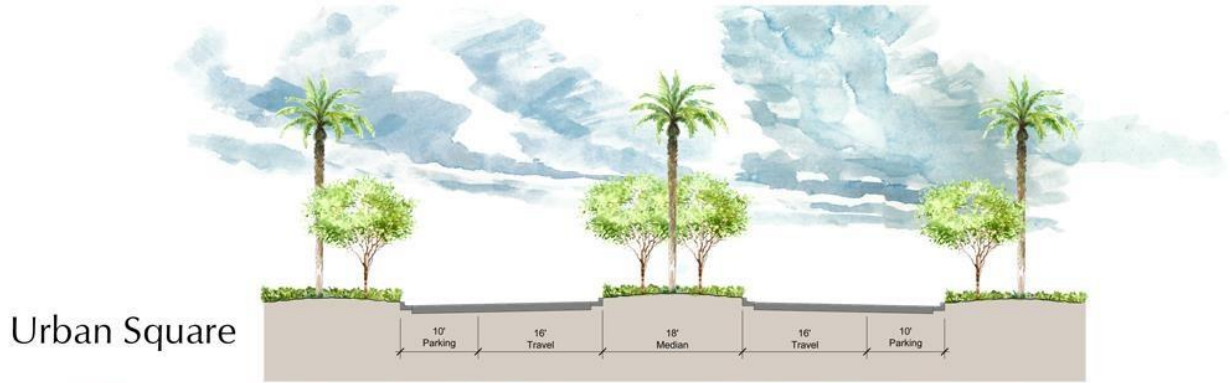 Urban Square
10'
Parking
16'
Travel
18'
Median
16'
Travel
10'
Parking